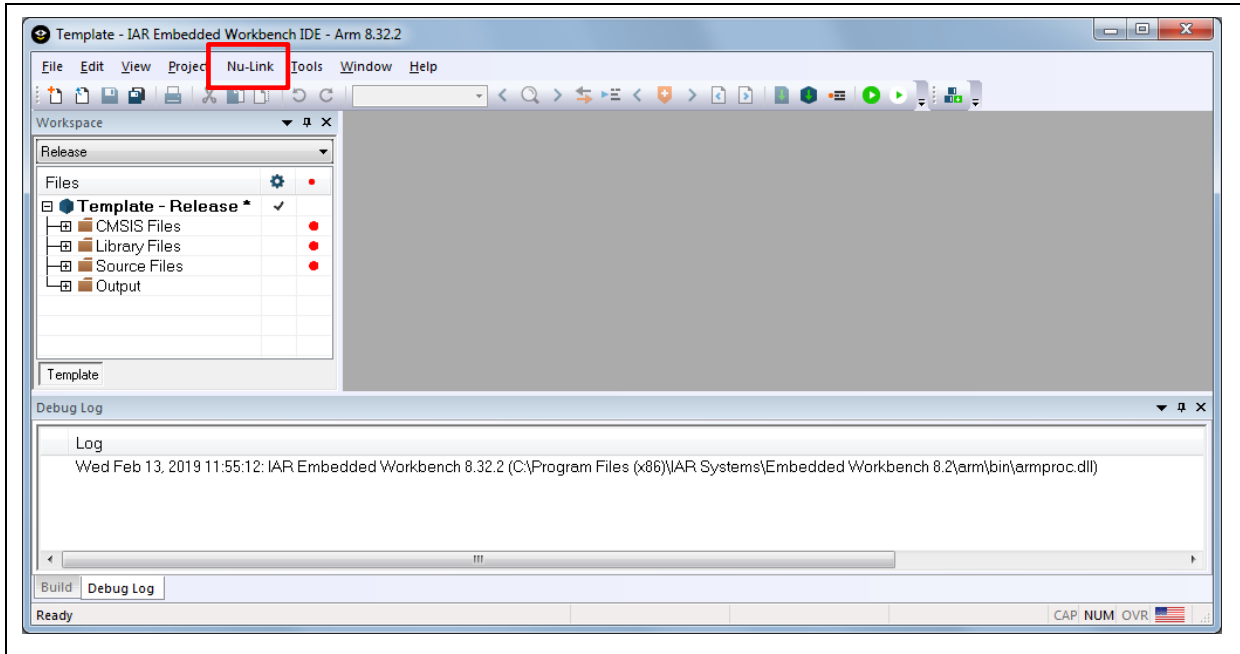 Template - IAR Embedded Workbench IDE - Arm 8.32.2
File Edit View Projec Nu-Link Tools Window Help
Workspace
Release
Files
Template - Release *
CMSIS Files
Library Files
Source Files
Output
Template
Debug Log
Log
Wed Feb 13, 2019 11:55:12: IAR Embedded Workbench 8.32.2 (C:\Program Files (x86)\IAR Systems\Embedded Workbench 8.2\arm\bin\armproc.dll)
Build Debug Log
Ready CAP NUM OVR